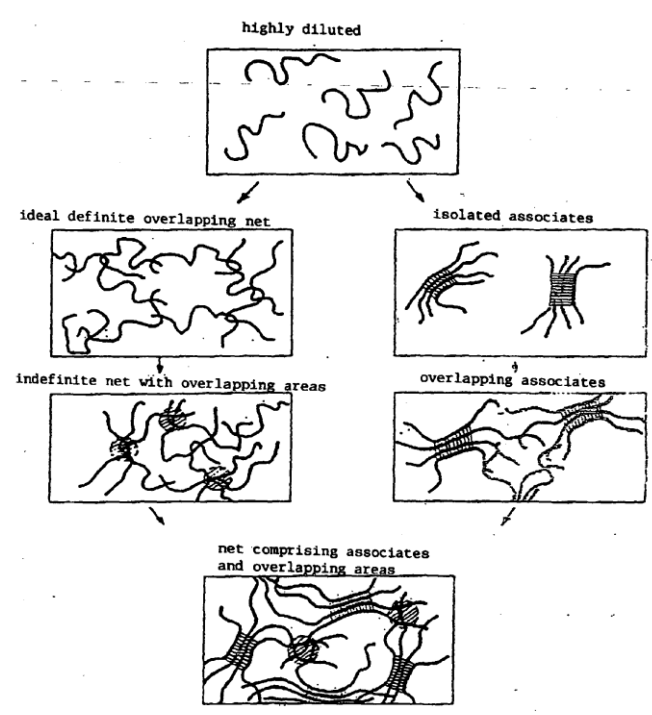 highly diluted
ideal definite overlapping net
isolated associates
indefinite net with overlapping areas
overlapping associates
net comprising associates
and overlapping areas